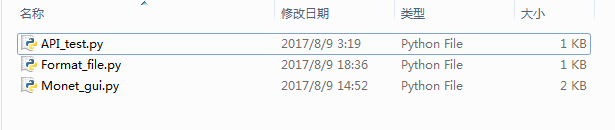 名称 修改日期 类型 大小
API_test.py 2017/8/9 3:19 Python File 1 KB
Format_file.py 2017/8/9 18:36 Python File 1 KB
Monet_gui.py 2017/8/9 14:52 Python File 2 KB